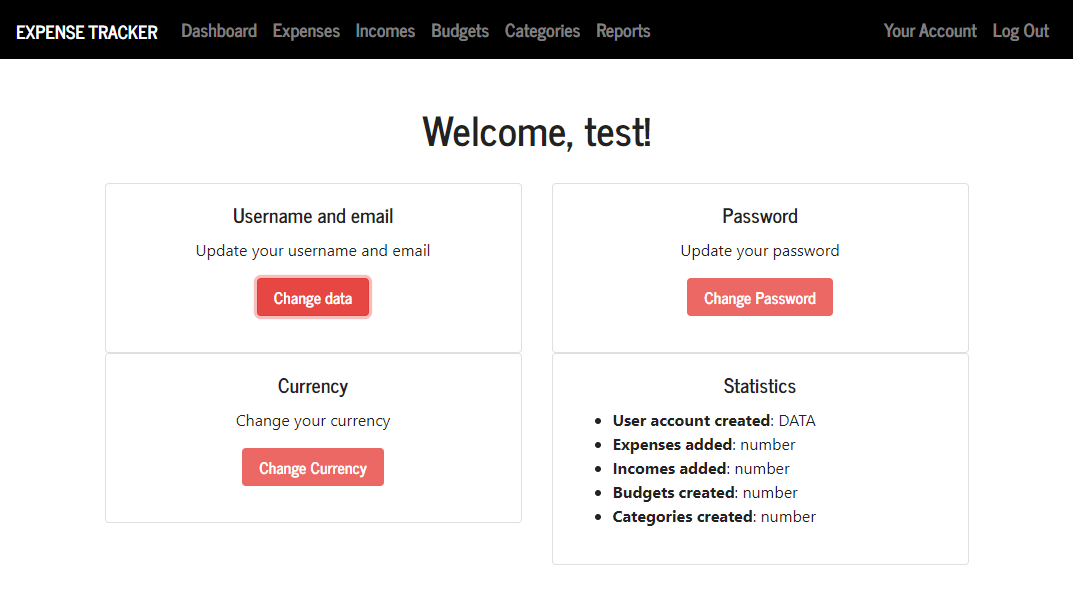 EXPENSE TRACKER Dashboard Expenses Incomes Budgets Categories Reports Your Account Log Out
Welcome, test!
Username and email
Update your username and email
Change data
Password
Update your password
Change Password
Currency
Change your currency
Change Currency
Statistics
• User account created: DATA
• Expenses added: number
• Incomes added: number
• Budgets created: number
• Categories created: number